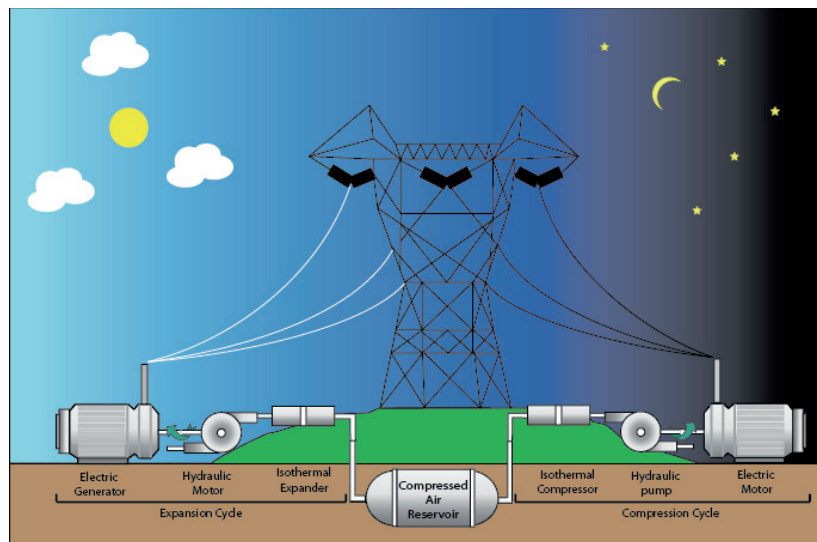 Electric
Generator
Hydraulic
Motor
Isothermal
Expander
Expansion Cycle
Compressed
Air
Reservoir
Isothermal
Compressor
Hydraulic
pump
Electric
Motor
Compression Cycle